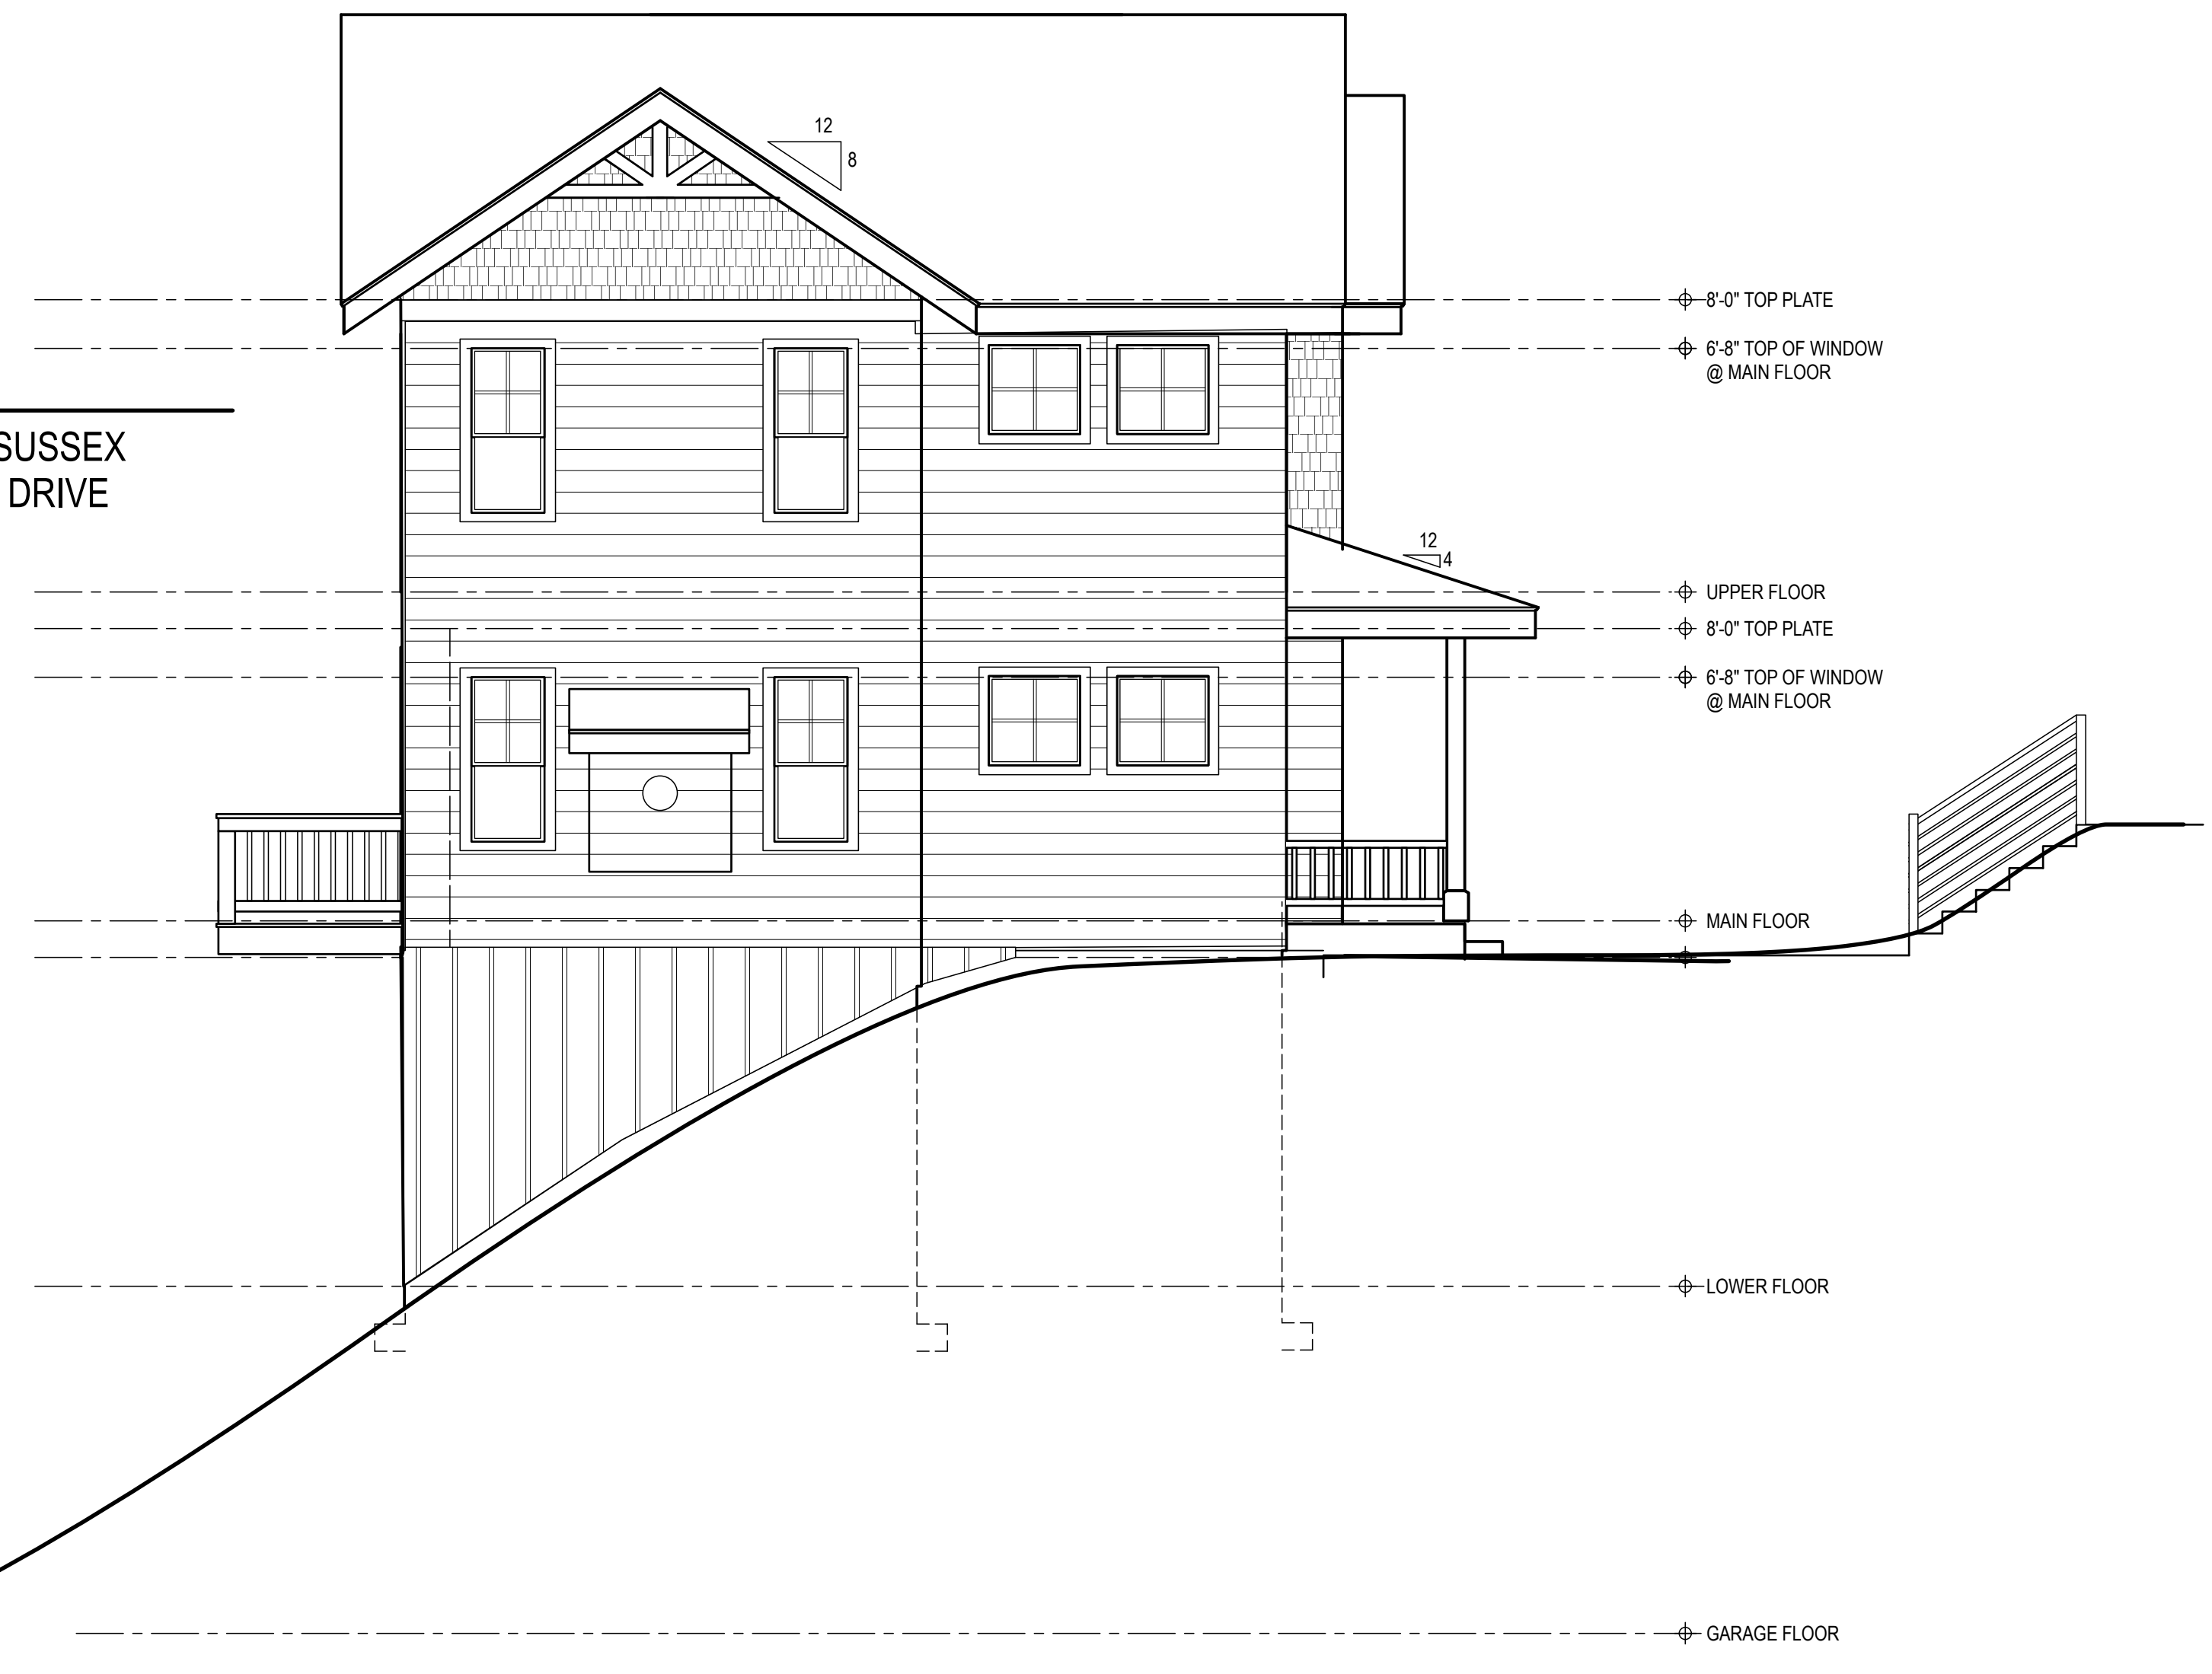 12
8
8'-0" TOP PLATE
6'-8" TOP OF WINDOW
@ MAIN FLOOR
SUSSEX
DRIVE
12
4
UPPER FLOOR
8'-0" TOP PLATE
6'-8" TOP OF WINDOW
@ MAIN FLOOR
MAIN FLOOR
LOWER FLOOR
GARAGE FLOOR